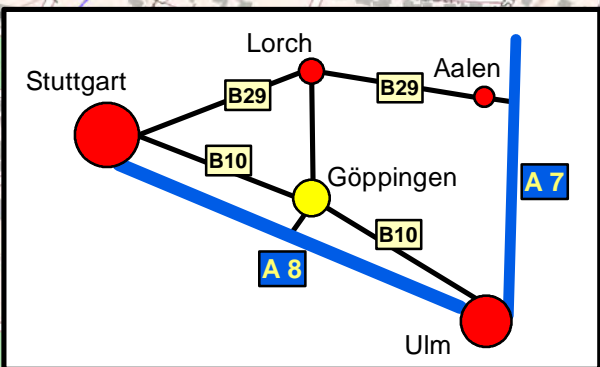 Lorch
Stuttgart
Aalen
B29
B29
B10
Göppingen
A 7
B10
A 8
Ulm